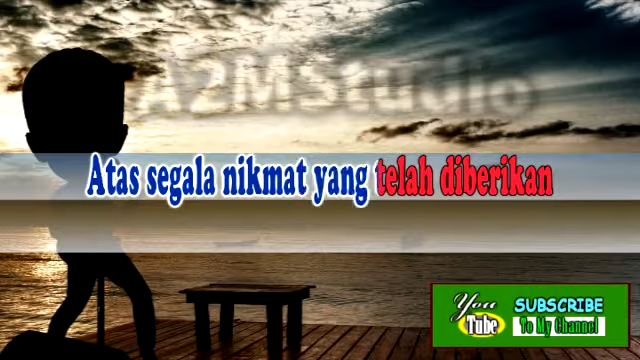 A2MStudio
Atas segala nikmat yang telah diberikan
You Tube
SUBSCRIBE
To My Channel